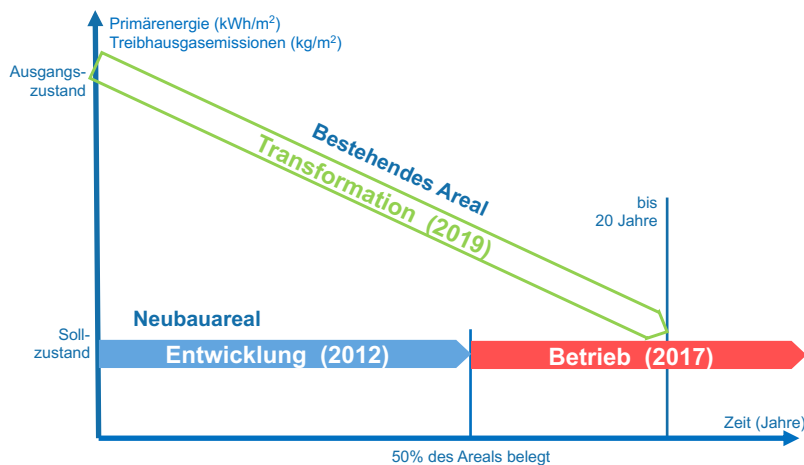 Primärenergie (kWh/m²)
Treibhausgasemissionen (kg/m²)
Ausgangs-
zustand
Bestehendes Areal
Transformation (2019)
bis
20 Jahre
Neubauareal
Soll-
zustand
Entwicklung (2012)
Betrieb (2017)
Zeit (Jahre)
50% des Areals belegt